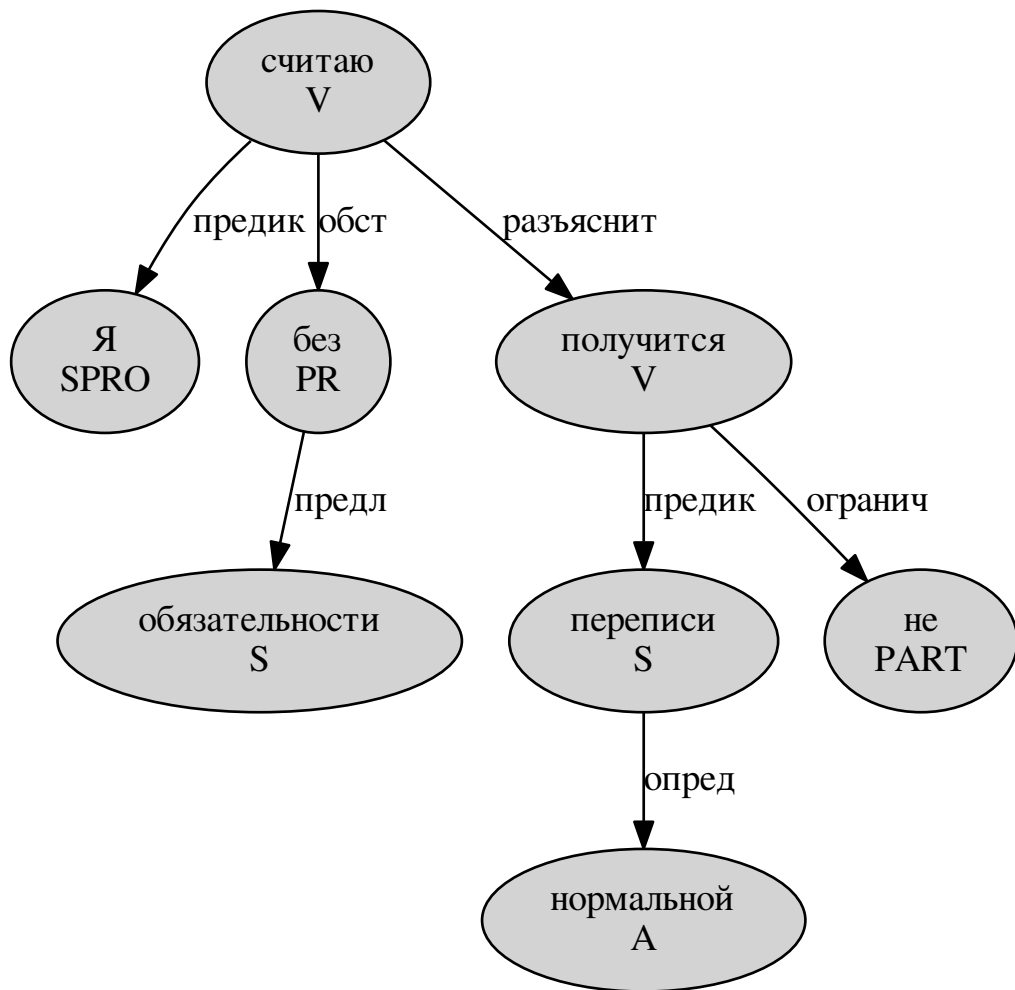 считаю
V
предик
обст
разъяснит
Я
SPRO
без
PR
получится
V
предл
предик
огранич
обязательности
S
переписи
S
не
PART
опред
нормальной
A